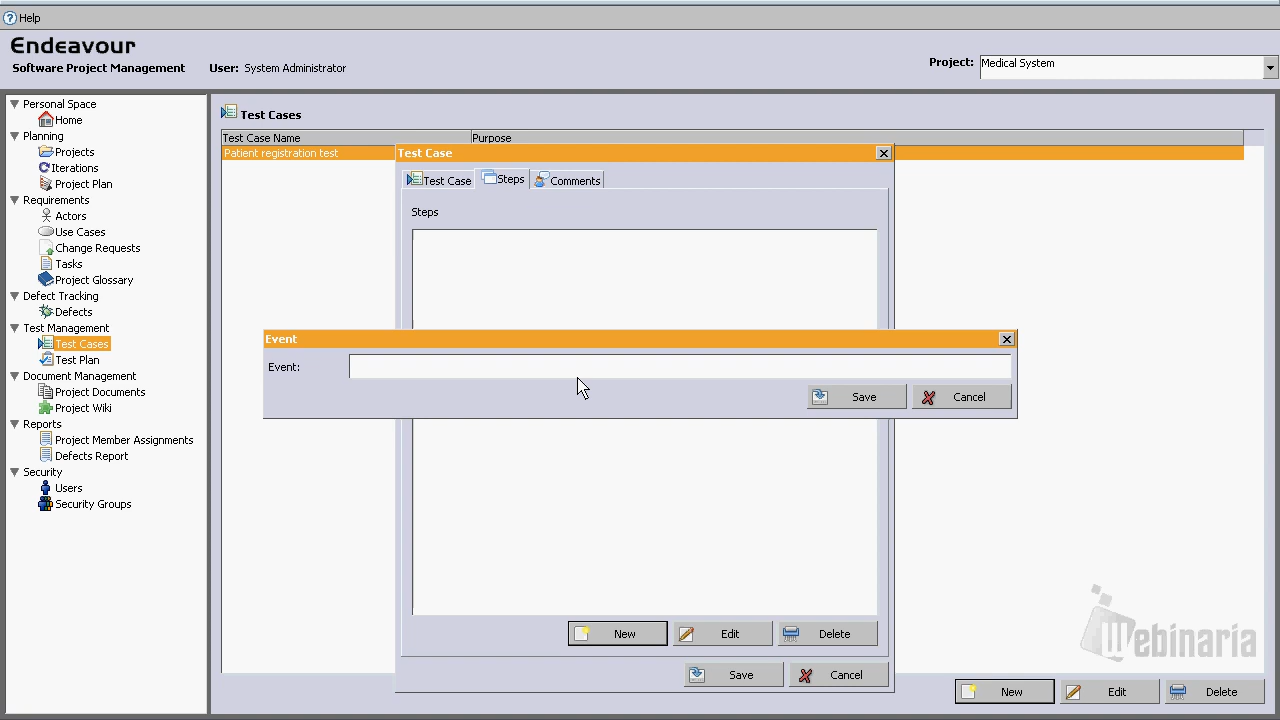 Help
Endeavour
Software Project Management User: System Administrator
Project: Medical System
Personal Space
Home
Planning
Projects
Iterations
Project Plan
Requirements
Actors
Use Cases
Change Requests
Tasks
Project Glossary
Defect Tracking
Defects
Test Management
Test Cases
Test Plan
Document Management
Project Documents
Project Wiki
Reports
Project Member Assignments
Defects Report
Security
Users
Security Groups
Test Cases
Test Case Name Purpose
Patient registration test
Test Case
Test Case Steps Comments
Steps
Event
Event:
Save Cancel
New Edit Delete
Save Cancel
New Edit Delete
Webinaria